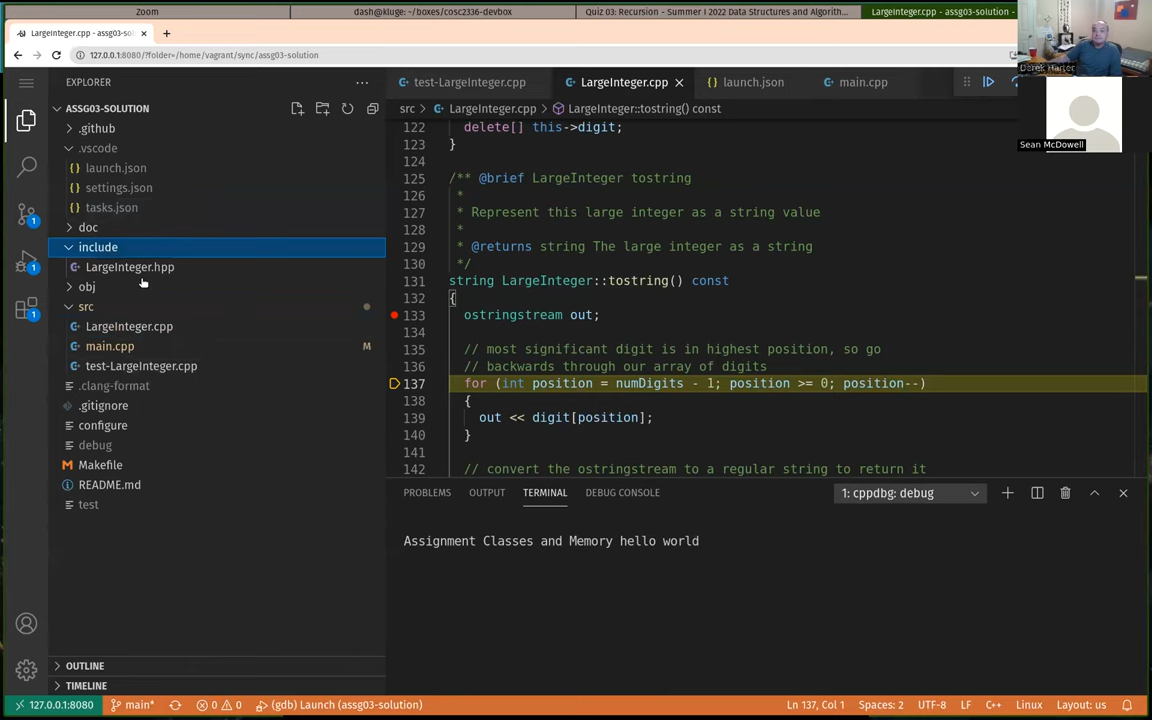 Zoom
dash@kluge: ~/boxes/cosc2336-devbox
Quiz 03: Recursion - Summer I 2022 Data Structures and Algorith...
LargeInteger.cpp - assg03-solution -
LargeInteger.cpp - assg03-s
127.0.0.1:8080/?folder=/home/vagrant/sync/assg03-solution
Derek Harter
Sean McDowell
EXPLORER
ASSG03-SOLUTION
.github
.vscode
launch.json
settings.json
tasks.json
doc
include
LargeInteger.hpp
obj
src
LargeInteger.cpp
main.cpp M
test-LargeInteger.cpp
.clang-format
.gitignore
configure
debug
Makefile
README.md
test
OUTLINE
TIMELINE
1
1
1
test-LargeInteger.cpp
LargeInteger.cpp
launch.json
main.cpp
src > LargeInteger.cpp > LargeInteger::tostring() const
122 delete[] this->digit;
123 }
124
125 /** @brief LargeInteger tostring
126 *
127 * Represent this large integer as a string value
128 *
129 * @returns string The large integer as a string
130 */
131 string LargeInteger::tostring() const
132 {
133 ostringstream out;
134
135 // most significant digit is in highest position, so go
136 // backwards through our array of digits
137 for (int position = numDigits - 1; position >= 0; position--)
138 {
139 out << digit[position];
140 }
141
142 // convert the ostringstream to a regular string to return it
PROBLEMS OUTPUT TERMINAL DEBUG CONSOLE
1: cppdbg: debug
Assignment Classes and Memory hello world
127.0.0.1:8080 main* 0 0 (gdb) Launch (assg03-solution)
Ln 137, Col 1 Spaces: 2 UTF-8 LF C++ Linux Layout: us